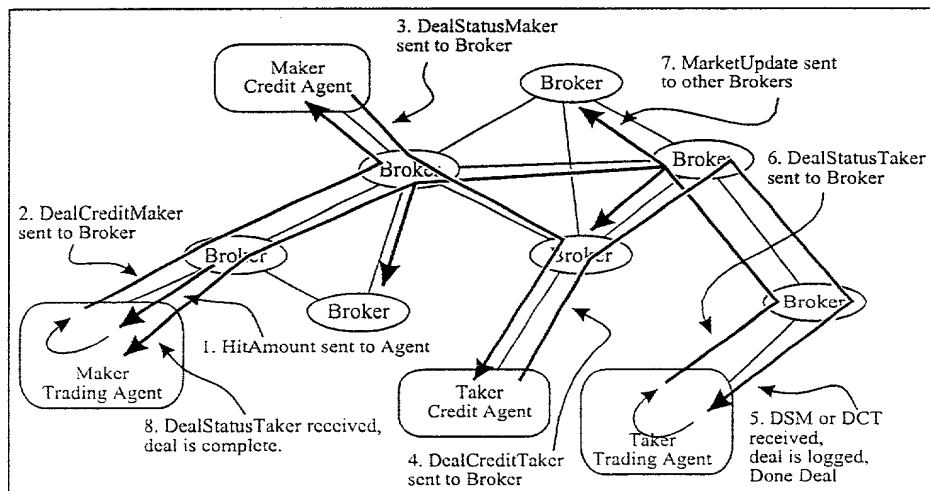 3. DealStatusMaker
sent to Broker
Maker
Credit Agent
Broker
7. MarketUpdate sent
to other Brokers
Broker
Broker
6. DealStatusTaker
sent to Broker
2. DealCreditMaker
sent to Broker
Broker
Broker
Broker
Broker
1. HitAmount sent to Agent
Maker
Trading Agent
Taker
Credit Agent
8. DealStatusTaker received,
deal is complete.
4. DealCreditTaker
sent to Broker
Taker
Trading Agent
5. DSM or DCT
received,
deal is logged,
Done Deal